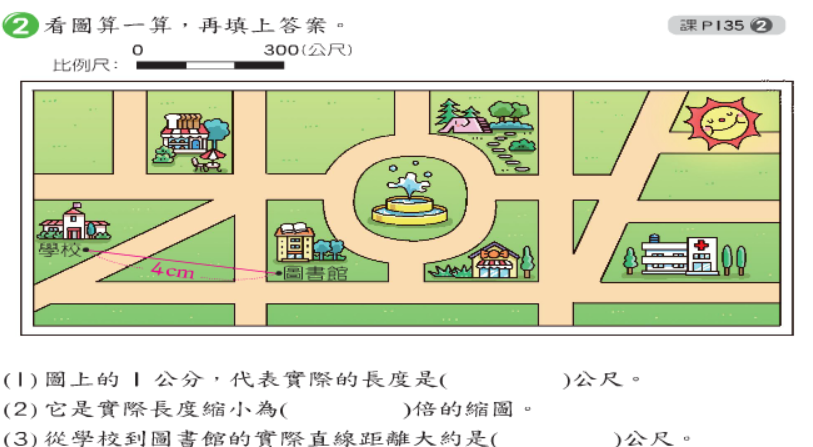 2 看圖算一算，再填上答案。 課P135 2
0 300(公尺)
比例尺：
學校
4cm
圖書館
(1)圖上的 1 公分，代表實際的長度是( )公尺。
(2)它是實際長度縮小為( )倍的縮圖。
(3)從學校到圖書館的實際直線距離大約是( )公尺。